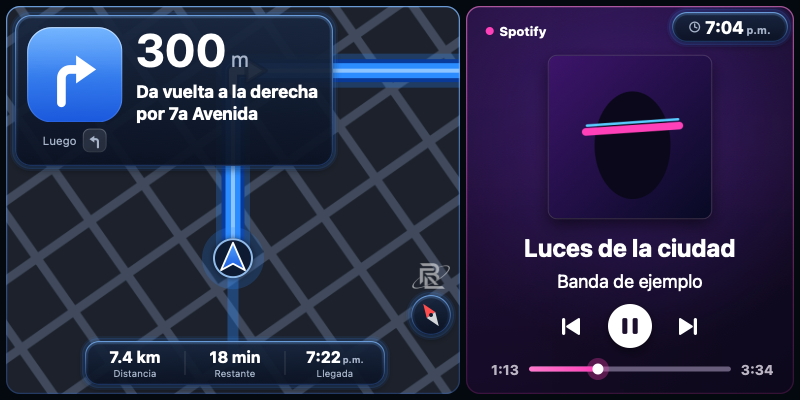 300 m
Da vuelta a la derecha
por 7a Avenida
Luego
7.4 km
Distancia
18 min
Restante
7:22 p.m.
Llegada
Spotify
7:04 p.m.
Luces de la ciudad
Banda de ejemplo
1:13
3:34